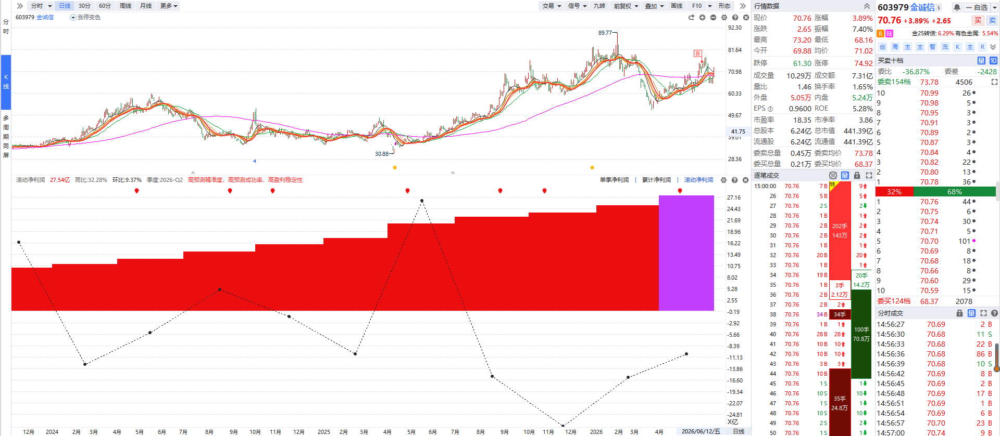 分时 日线 30分 60分 周线 月线 更多 交易 信号 九转 前复权 叠加 画线 F10 形态
603979 金诚信 涨停变色
分时
K线
多周期同屏
92.30
89.77
81.64
自
70.98
60.33
49.67
41.75
39.01
30.88
28.36
滚动净利润 27.54亿 同比:32.28% 环比:9.37% 季度:2026-Q2 高预测精准度，高预测成功率，高盈利稳定性 单季净利润 | 累计净利润 | 滚动净利润
27.16
24.43
21.69
18.96
16.22
13.49
10.75
8.02
5.28
2.55
-0.19
-2.92
-5.66
-8.39
-11.13
-13.86
-16.60
-19.34
-22.07
-24.81
X亿
12月 2024 2月 3月 4月 5月 6月 7月 8月 9月 10月 11月 12月 2025 2月 3月 4月 5月 6月 7月 8月 9月 10月 11月 12月 2026 2月 3月 4月 2026/06/12/五 日线
行情数据
现价 70.76 涨幅 3.89%
涨跌 2.65 振幅 7.40%
最高 73.20 最低 68.16
今开 69.88 均价 71.02
跌停 61.30 涨停 74.92
成交量 10.29万 成交额 7.31亿
量比 1.46 换手率 1.65%
外盘 5.05万 内盘 5.24万
EPS ① 0.9600 ROE 5.28%
市盈率 18.35 市净率 3.86
总股本 6.24亿 总市值 441.39亿
流通股 6.24亿 流通值 441.39亿
委卖总量 0.45万 委卖均价 73.78
委买总量 0.21万 委买均价 68.37
逐笔成交 量
15:00:00 70.76 7 B 9
26 70.76 5 B 5
27 70.76 2 S 2
28 70.76 1 B 1
29 70.76 2 B 2
30 70.76 2 B 2
31 70.76 1 B 1
32 70.76 20 B 20
33 70.76 1 B 1
34 70.76 19 B
35 70.76 1 B
36 70.76 2 B
37 70.76 2 B 2
38 70.76 34 B
39 70.76 1 B 1
40 70.76 28 B 28
41 70.76 10 B 10
42 70.76 10 B 10
43 70.76 3 B 3
44 70.76 10 B
45 70.76 1 S 1
46 70.76 10 S 10
47 70.76 1 S 1
48 70.76 10 S 10
49 70.76 2 S 2
50 70.76 1 S 1
特
202手
143万
20手
14.2万
3手
2.12万
34手
100手
70.8万
35手
24.8万
603979 金诚信 自选
70.76 +3.89% +2.65 买 卖
R 陆 金25转债: 6.29% 有色金属: 5.54%
创 海 主 主 智 流 K 主 R
买卖十档 量 10
委比 -36.87% 委差 -2428
委卖154档 73.78 4506
10 70.99 26
9 70.98 5
8 70.95 3
7 70.91 3
6 70.89 2
5 70.87 3
4 70.84 4
3 70.82 22
2 70.80 13
1 70.78 36
32% 68%
1 70.76 44
2 70.75 6
3 70.74 30
4 70.71 5
5 70.70 101
6 70.69 8
7 70.68 18
8 70.66 8
9 70.60 29
10 70.59 15
委买124档 68.37 2078
分时成交 量
14:56:27 70.69 2 B
14:56:30 70.68 11 S
14:56:33 70.68 22 B
14:56:36 70.68 86 B
14:56:39 70.68 10 S
14:56:42 70.69 8 B
14:56:45 70.69 2 B
14:56:48 70.69 17 B
14:56:51 70.69 1 B
14:56:54 70.69 6 B
14:56:57 70.70 23 B
14:57:00 70.74 9 B